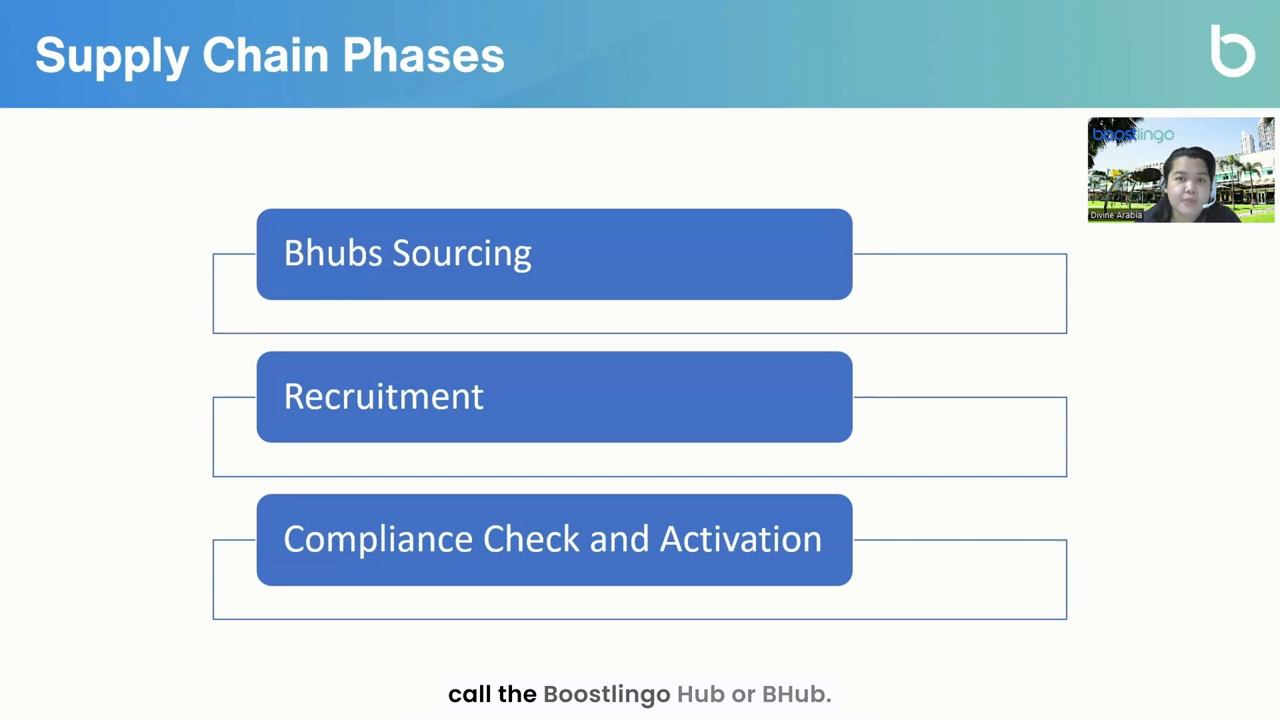 Supply Chain Phases
b
boostlingo
Divine Arabia
Bhubs Sourcing
Recruitment
Compliance Check and Activation
call the Boostlingo Hub or BHub.